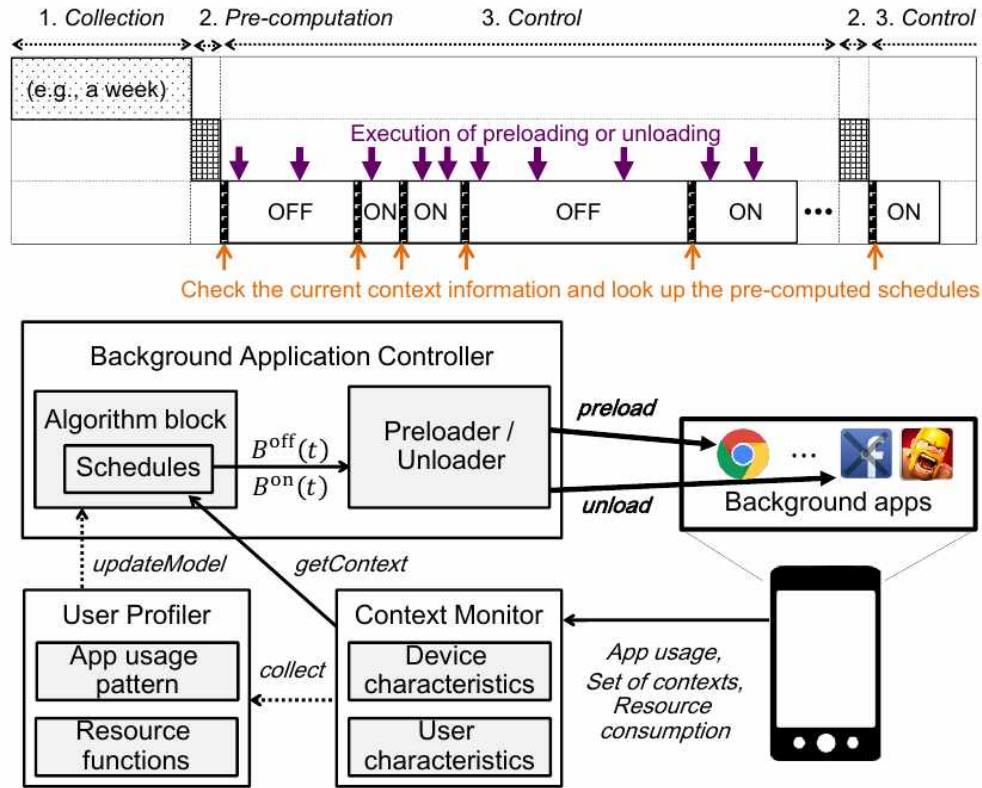 1. Collection 2. Pre-computation 3. Control 2. 3. Control
(e.g., a week)
Execution of preloading or unloading
OFF ON ON OFF ON ••• ON
Check the current context information and look up the pre-computed schedules
Background Application Controller
Algorithm block
Schedules
B^off(t)
B^on(t)
Preloader /
Unloader
preload
unload
...
Background apps
updateModel
getContext
User Profiler
App usage
pattern
Resource
functions
collect
Context Monitor
Device
characteristics
User
characteristics
App usage,
Set of contexts,
Resource
consumption